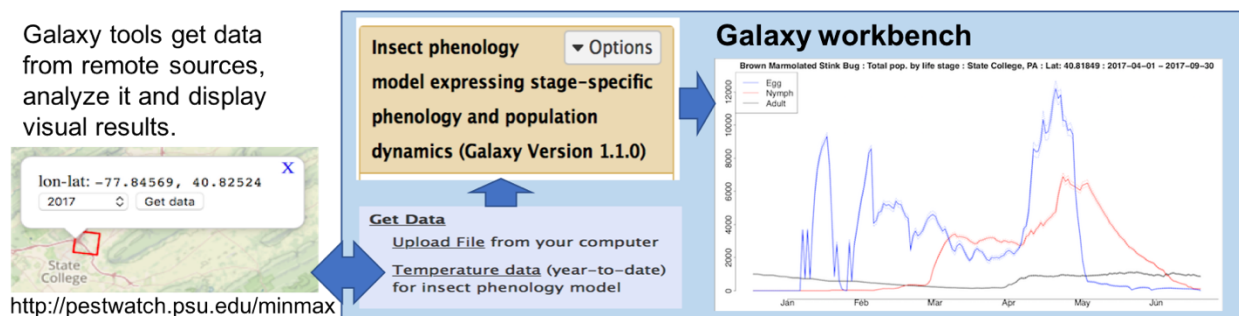 Galaxy tools get data
from remote sources,
analyze it and display
visual results.
X
lon-lat: -77.84569, 40.82524
2017
Get data
State
College
http://pestwatch.psu.edu/minmax
Insect phenology
▾ Options
model expressing stage-specific
phenology and population
dynamics (Galaxy Version 1.1.0)
Get Data
Upload File from your computer
Temperature data (year-to-date)
for insect phenology model
Galaxy workbench
Brown Marmolated Stink Bug : Total pop. by life stage : State College, PA : Lat: 40.81849 : 2017-04-01 – 2017-09-30
Egg
Nymph
Adult
12000
10000
8000
6000
4000
2000
0
Jan Feb Mar Apr May Jun